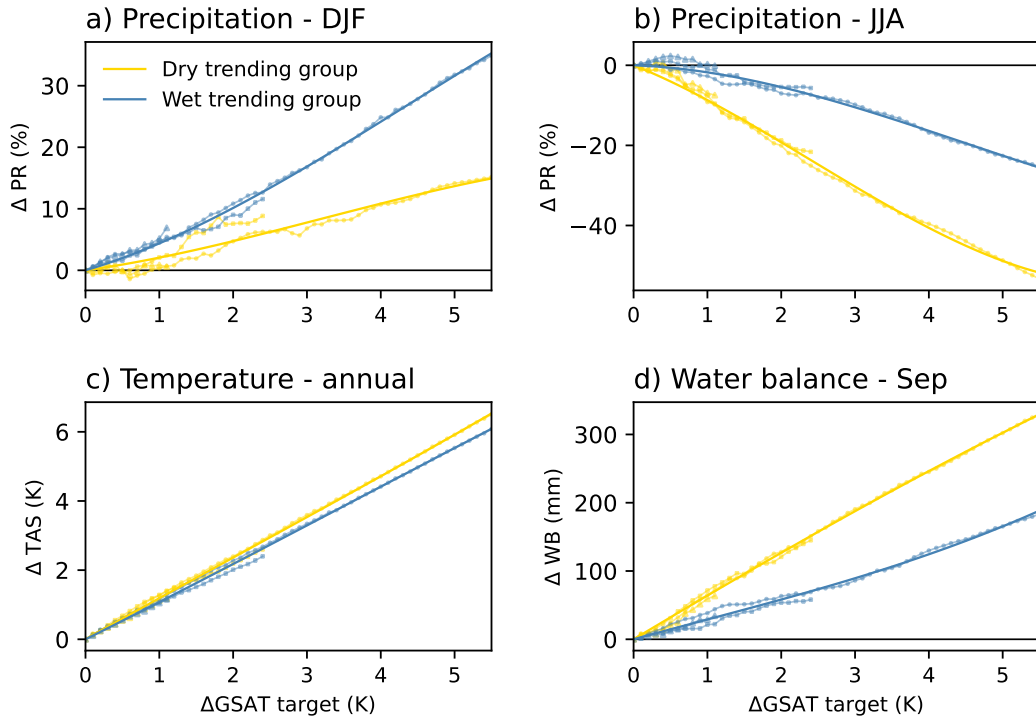 a) Precipitation - DJF
Δ PR (%)
30
20
10
0
Dry trending group
Wet trending group
0 1 2 3 4 5
b) Precipitation - JJA
Δ PR (%)
0
−20
−40
0 1 2 3 4 5
c) Temperature - annual
Δ TAS (K)
6
4
2
0
0 1 2 3 4 5
ΔGSAT target (K)
d) Water balance - Sep
Δ WB (mm)
300
200
100
0
0 1 2 3 4 5
ΔGSAT target (K)